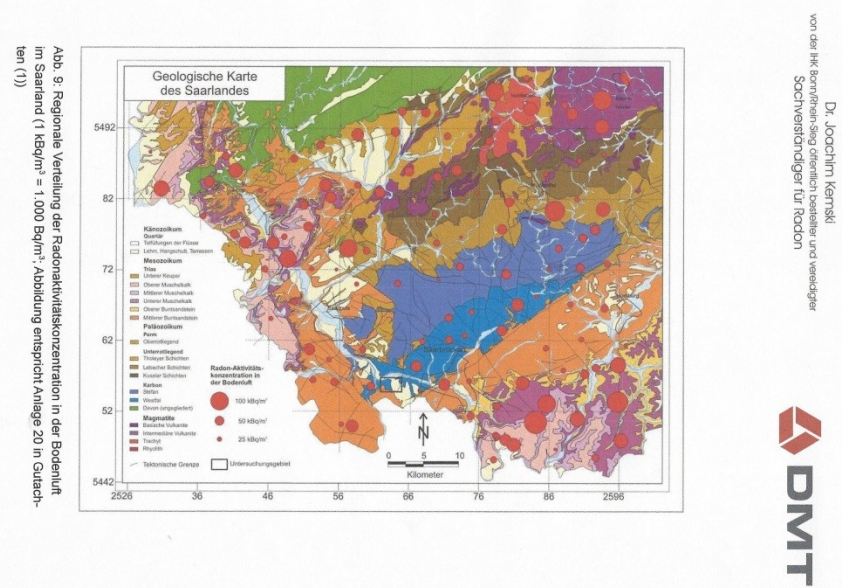 Dr. Joachim Kemski
von der IHK Bonn/Rhein-Sieg öffentlich bestellter und vereidigter
Sachverständiger für Radon
DMT
Geologische Karte
des Saarlandes
5492
82
72
62
52
5442
2526
36
46
56
66
76
86
2596
Känozoikum
Quartär
Talfüllungen der Flüsse
Lehm, Hangschutt, Terrassen
Mesozoikum
Trias
Unterer Keuper
Oberer Muschelkalk
Mittlerer Muschelkalk
Unterer Muschelkalk
Oberer Buntsandstein
Mittlerer Buntsandstein
Paläozoikum
Perm
Oberrotliegend
Unterrotliegend
Tholeyer Schichten
Lebacher Schichten
Kuseler Schichten
Karbon
Stefan
Westfal
Devon (ungegliedert)
Magmatite
Basische Vulkanite
Intermediäre Vulkanite
Trachyt
Rhyolith
Tektonische Grenze
Untersuchungsgebiet
Radon-Aktivitäts-
konzentration in
der Bodenluft
100 kBq/m³
50 kBq/m³
25 kBq/m³
N
0 5 10
Kilometer
Abb. 9: Regionale Verteilung der Radonaktivitätskonzentration in der Bodenluft
im Saarland (1 kBq/m³ = 1.000 Bq/m³; Abbildung entspricht Anlage 20 in Gutach-
ten (1))